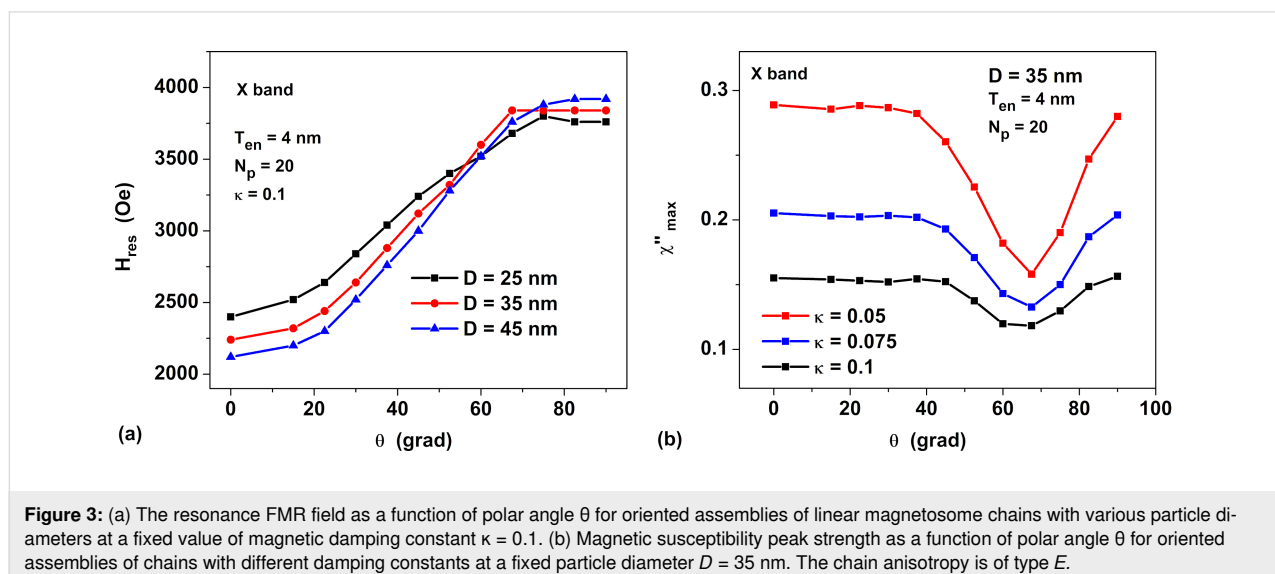 X band
T_en = 4 nm
N_p = 20
κ = 0.1
4000
3500
3000
2500
2000
H_res (Oe)
D = 25 nm
D = 35 nm
D = 45 nm
0 20 40 60 80
(a)
θ (grad)
X band
D = 35 nm
T_en = 4 nm
N_p = 20
0.3
0.2
0.1
χ''_max
κ = 0.05
κ = 0.075
κ = 0.1
0 20 40 60 80 100
(b)
θ (grad)
Figure 3: (a) The resonance FMR field as a function of polar angle θ for oriented assemblies of linear magnetosome chains with various particle di-
ameters at a fixed value of magnetic damping constant κ = 0.1. (b) Magnetic susceptibility peak strength as a function of polar angle θ for oriented
assemblies of chains with different damping constants at a fixed particle diameter D = 35 nm. The chain anisotropy is of type E.